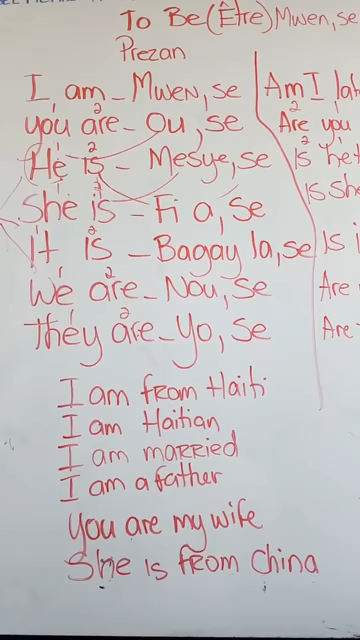 To Be (Être) Mwen, se
Prezan
I am - Mwen, se Am I
you are - Ou, se Are you
He is - Mesye, se Is he
She is - Fi a, se Is she
It is - Bagay la, se Is
We are - Nou, se Are
They are - Yo, se Are
I am from Haiti
I am Haitian
I am married
I am a father
You are my wife
She is from China